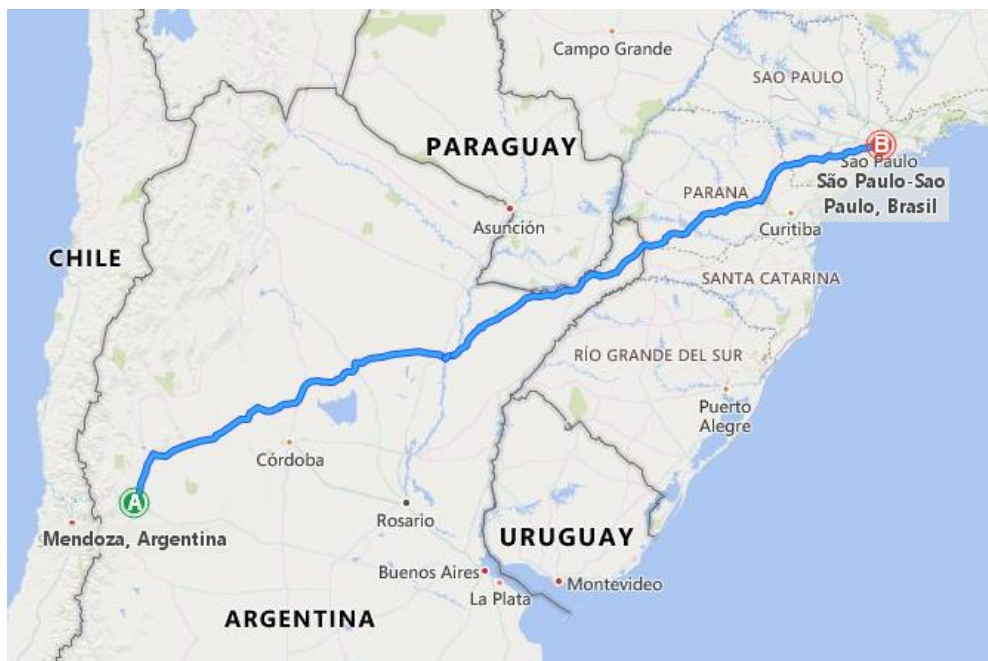 Campo Grande
SAO PAULO
PARAGUAY
B
Sao Paulo
São Paulo-Sao
Paulo, Brasil
PARANA
Asunción
Curitiba
CHILE
SANTA CATARINA
RÍO GRANDE DEL SUR
Puerto
Alegre
Córdoba
A
Mendoza, Argentina
Rosario
URUGUAY
Buenos Aires
Montevideo
La Plata
ARGENTINA